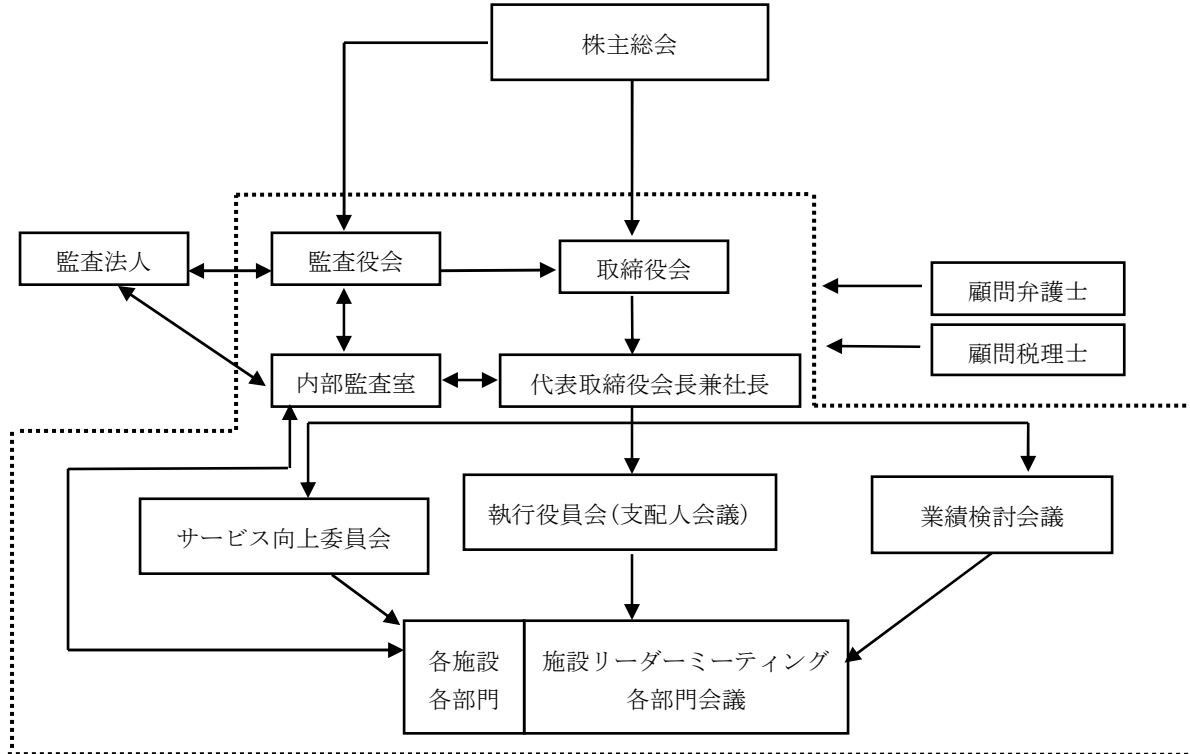 株主総会
監査法人
監査役会
取締役会
顧問弁護士
顧問税理士
内部監査室
代表取締役会長兼社長
サービス向上委員会
執行役員会(支配人会議)
業績検討会議
各施設
各部門
施設リーダーミーティング
各部門会議